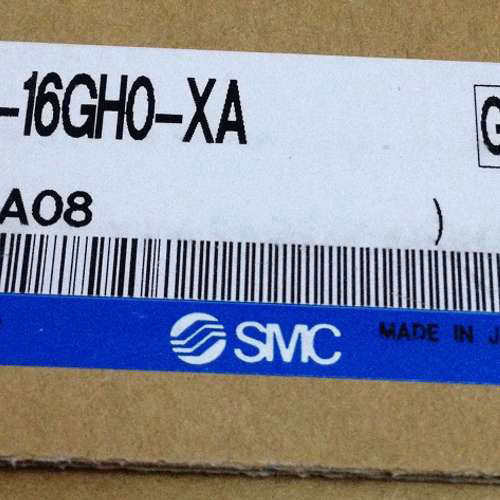 -16GH0-XA
G
A08 )
SMC MADE IN J